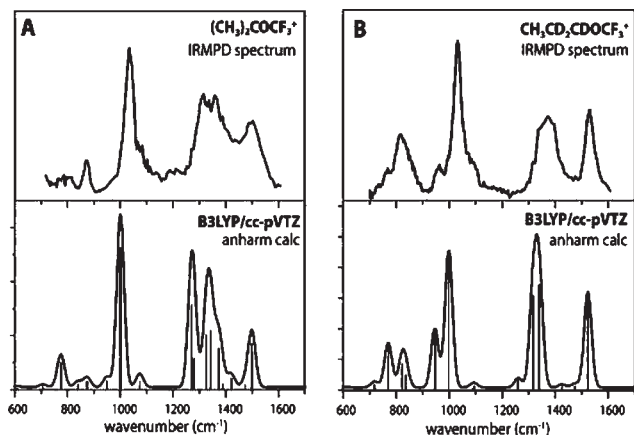 A
(CH₃)₂COCF₃⁺
IRMPD spectrum
B3LYP/cc-pVTZ
anharm calc
600 800 1000 1200 1400 1600
wavenumber (cm⁻¹)
B
CH₃CD₂CDOCF₃⁺
IRMPD spectrum
B3LYP/cc-pVTZ
anharm calc
600 800 1000 1200 1400 1600
wavenumber (cm⁻¹)